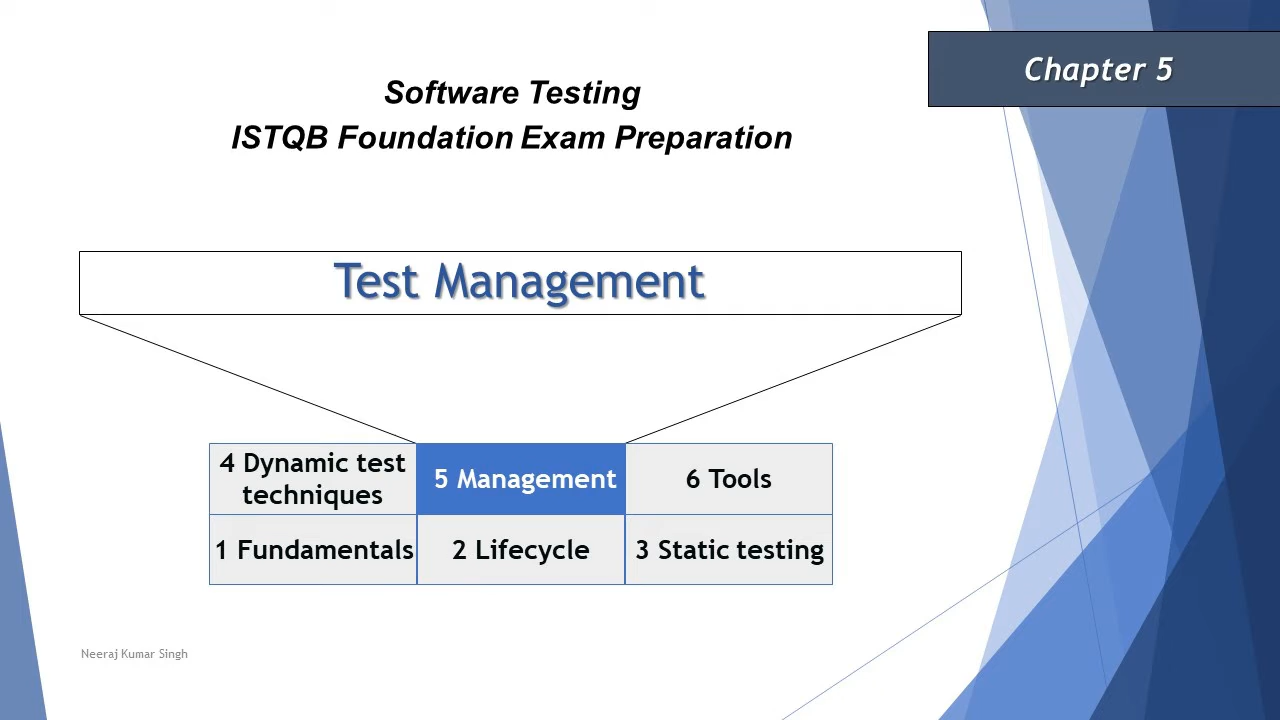 Chapter 5
Software Testing
ISTQB Foundation Exam Preparation
Test Management
4 Dynamic test
techniques
5 Management
6 Tools
1 Fundamentals
2 Lifecycle
3 Static testing
Neeraj Kumar Singh